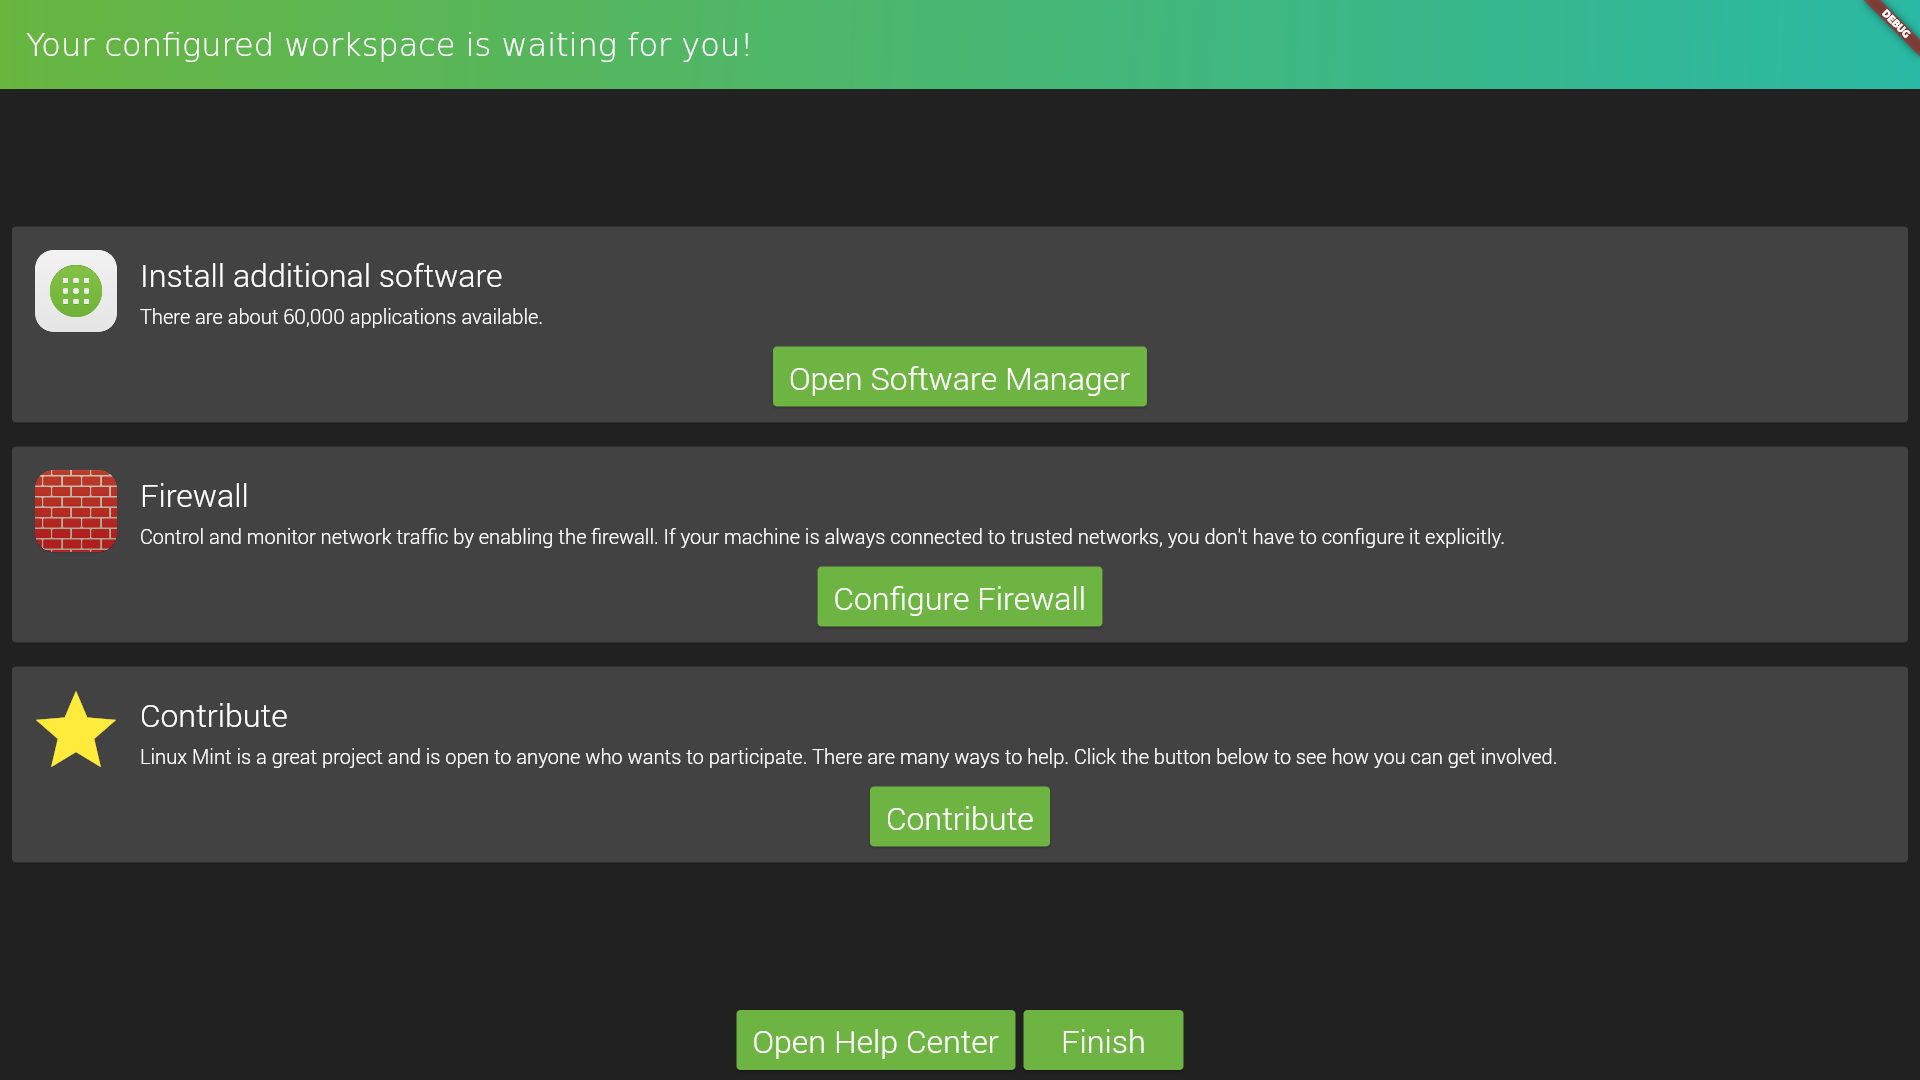 Your configured workspace is waiting for you!
DEBUG
Install additional software
There are about 60,000 applications available.
Open Software Manager
Firewall
Control and monitor network traffic by enabling the firewall. If your machine is always connected to trusted networks, you don't have to configure it explicitly.
Configure Firewall
Contribute
Linux Mint is a great project and is open to anyone who wants to participate. There are many ways to help. Click the button below to see how you can get involved.
Contribute
Open Help Center
Finish